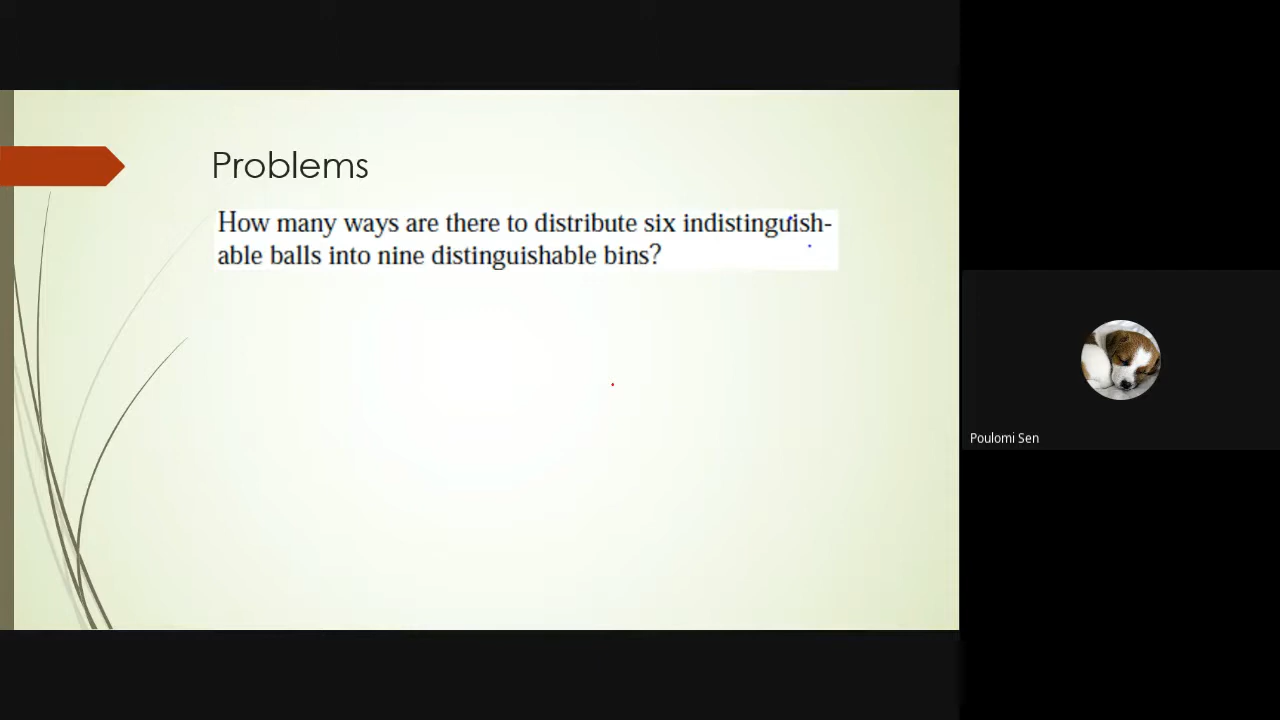 Problems
How many ways are there to distribute six indistinguish-
able balls into nine distinguishable bins?
Poulomi Sen